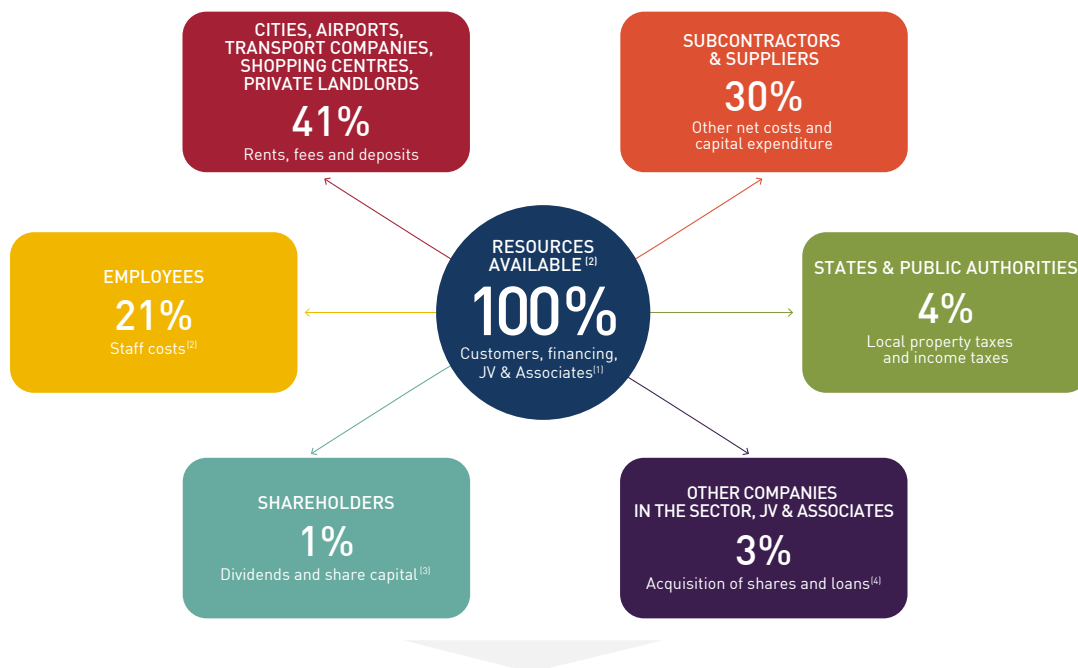 CITIES, AIRPORTS,
TRANSPORT COMPANIES,
SHOPPING CENTRES,
PRIVATE LANDLORDS
41%
Rents, fees and deposits
SUBCONTRACTORS
& SUPPLIERS
30%
Other net costs and
capital expenditure
EMPLOYEES
21%
Staff costs(2)
RESOURCES
AVAILABLE (2)
100%
Customers, financing,
JV & Associates(1)
STATES & PUBLIC AUTHORITIES
4%
Local property taxes
and income taxes
SHAREHOLDERS
1%
Dividends and share capital (3)
OTHER COMPANIES
IN THE SECTOR, JV & ASSOCIATES
3%
Acquisition of shares and loans(4)